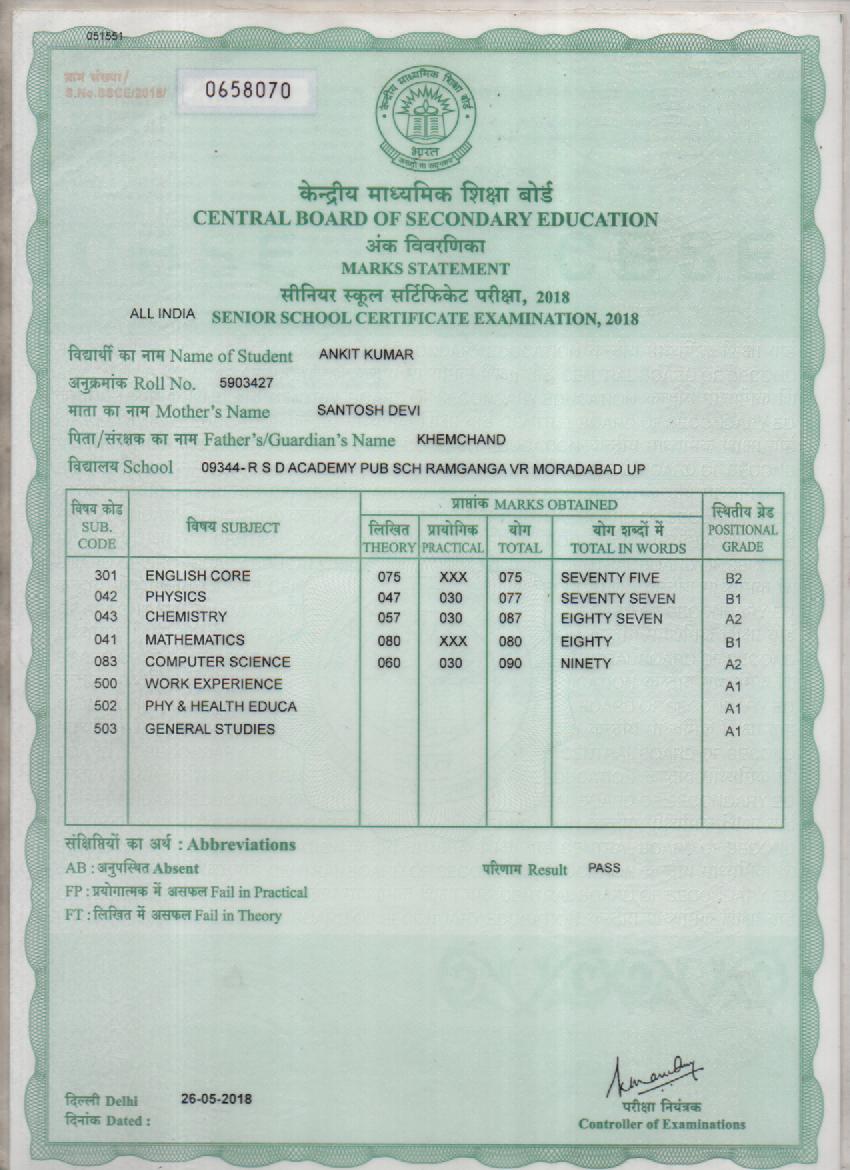 051551
ग्राम संख्या/
S.No.SSCE/2018/
0658070
केन्द्रीय माध्यमिक शिक्षा बोर्ड
भारत
केन्द्रीय माध्यमिक शिक्षा बोर्ड
CENTRAL BOARD OF SECONDARY EDUCATION
अंक विवरणिका
MARKS STATEMENT
सीनियर स्कूल सर्टिफिकेट परीक्षा, 2018
ALL INDIA SENIOR SCHOOL CERTIFICATE EXAMINATION, 2018
विद्यार्थी का नाम Name of Student ANKIT KUMAR
अनुक्रमांक Roll No. 5903427
माता का नाम Mother's Name SANTOSH DEVI
पिता/संरक्षक का नाम Father's/Guardian's Name KHEMCHAND
विद्यालय School 09344- R S D ACADEMY PUB SCH RAMGANGA VR MORADABAD UP
विषय कोड SUB. CODE
विषय SUBJECT
प्राप्तांक MARKS OBTAINED
लिखित THEORY
प्रायोगिक PRACTICAL
योग TOTAL
योग शब्दों में TOTAL IN WORDS
स्थितीय ग्रेड POSITIONAL GRADE
301 ENGLISH CORE 075 XXX 075 SEVENTY FIVE B2
042 PHYSICS 047 030 077 SEVENTY SEVEN B1
043 CHEMISTRY 057 030 087 EIGHTY SEVEN A2
041 MATHEMATICS 080 XXX 080 EIGHTY B1
083 COMPUTER SCIENCE 060 030 090 NINETY A2
500 WORK EXPERIENCE A1
502 PHY & HEALTH EDUCA A1
503 GENERAL STUDIES A1
संक्षिप्तियों का अर्थ : Abbreviations
AB : अनुपस्थित Absent परिणाम Result PASS
FP : प्रयोगात्मक में असफल Fail in Practical
FT : लिखित में असफल Fail in Theory
दिल्ली Delhi
दिनांक Dated : 26-05-2018
परीक्षा नियंत्रक
Controller of Examinations